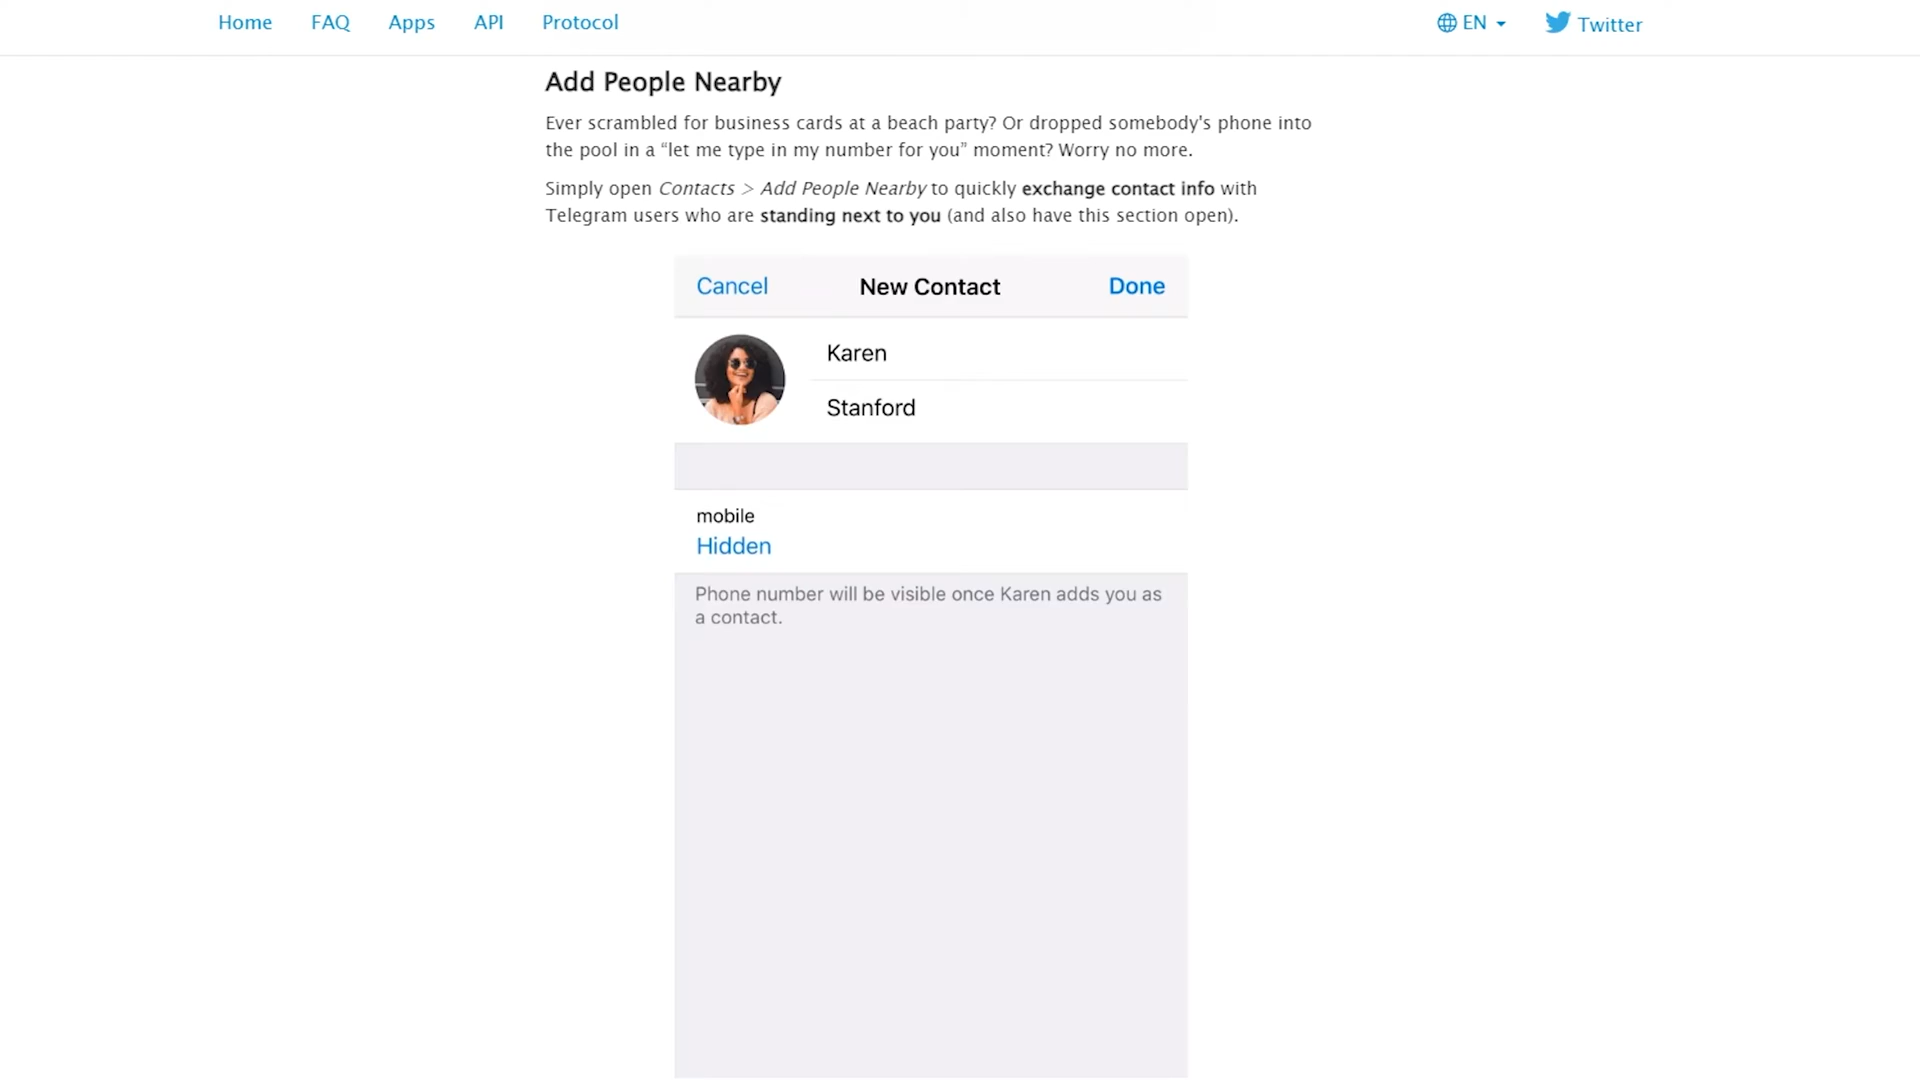 Home FAQ Apps API Protocol EN Twitter
Add People Nearby
Ever scrambled for business cards at a beach party? Or dropped somebody's phone into
the pool in a “let me type in my number for you” moment? Worry no more.
Simply open Contacts > Add People Nearby to quickly exchange contact info with
Telegram users who are standing next to you (and also have this section open).
Cancel New Contact Done
Karen
Stanford
mobile
Hidden
Phone number will be visible once Karen adds you as
a contact.